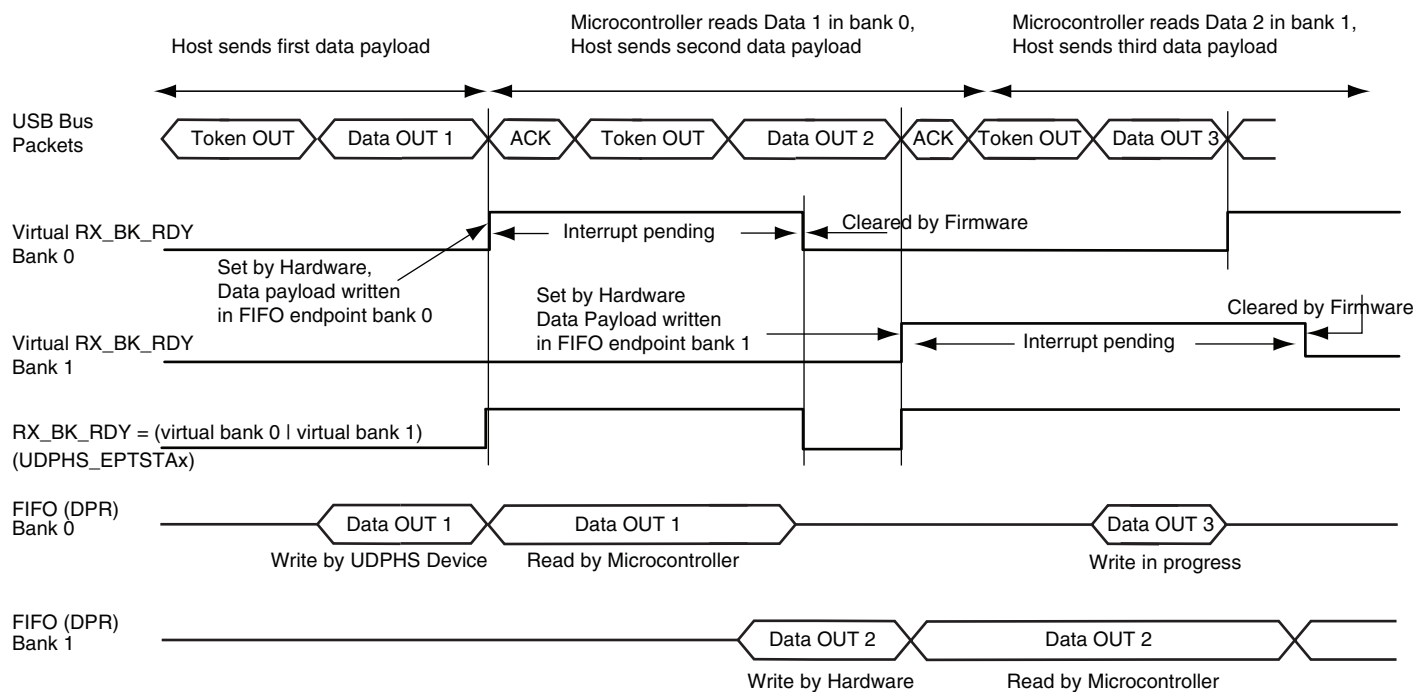 Host sends first data payload
Microcontroller reads Data 1 in bank 0,
Host sends second data payload
Microcontroller reads Data 2 in bank 1,
Host sends third data payload
USB Bus
Packets
Token OUT
Data OUT 1
ACK
Token OUT
Data OUT 2
ACK
Token OUT
Data OUT 3
Virtual RX_BK_RDY
Bank 0
Interrupt pending
Cleared by Firmware
Set by Hardware,
Data payload written
in FIFO endpoint bank 0
Set by Hardware
Data Payload written
in FIFO endpoint bank 1
Cleared by Firmware
Virtual RX_BK_RDY
Bank 1
Interrupt pending
RX_BK_RDY = (virtual bank 0 | virtual bank 1)
(UDPHS_EPTSTAx)
FIFO (DPR)
Bank 0
Data OUT 1
Data OUT 1
Data OUT 3
Write by UDPHS Device
Read by Microcontroller
Write in progress
FIFO (DPR)
Bank 1
Data OUT 2
Data OUT 2
Write by Hardware
Read by Microcontroller